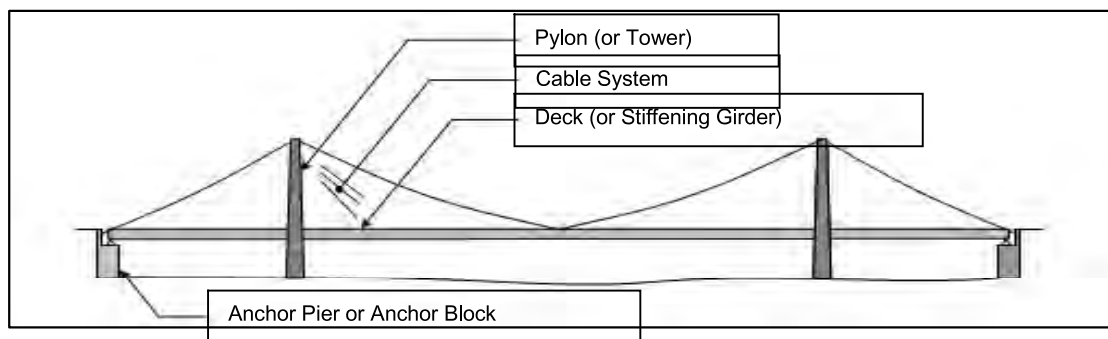 Pylon (or Tower)
Cable System
Deck (or Stiffening Girder)
Anchor Pier or Anchor Block